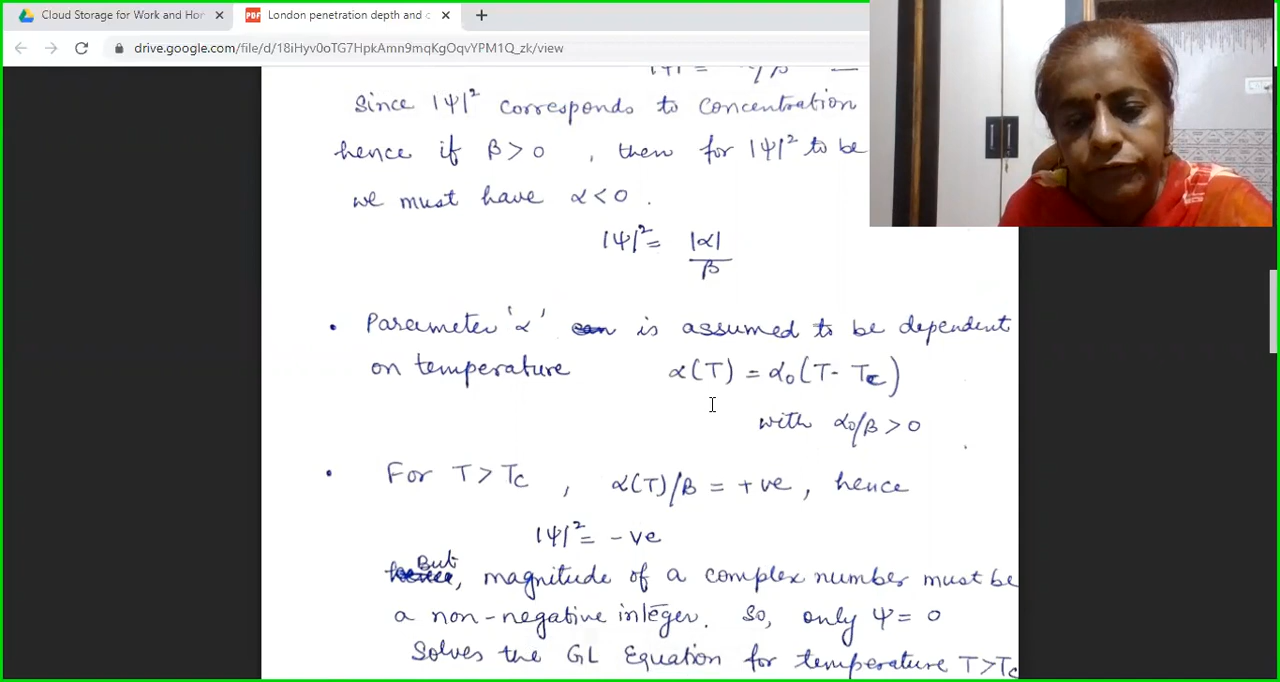 Cloud Storage for Work and Hor
London penetration depth and c
drive.google.com/file/d/18iHyv0oTG7HpkAmn9mqKgOqvYPM1Q_zk/view
Since |ψ|² corresponds to concentration
hence if β > 0 , then for |ψ|² to be
we must have α < 0 .
|ψ|² = |α|/β
• Parameter 'α' is assumed to be dependent
on temperature α(T) = α₀(T - Tc)
with α₀/β > 0
• For T > Tc , α(T)/β = +ve , hence
|ψ|² = - ve
But, magnitude of a complex number must be
a non-negative integer. So, only ψ = 0
Solves the GL Equation for temperature T > Tc